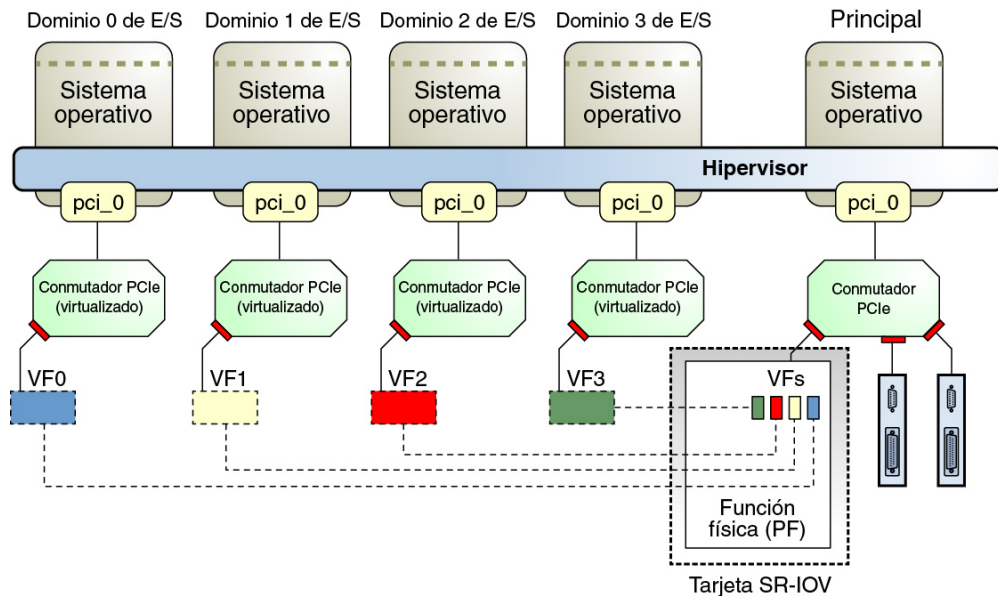 Dominio 0 de E/S
Dominio 1 de E/S
Dominio 2 de E/S
Dominio 3 de E/S
Principal
Sistema
operativo
Sistema
operativo
Sistema
operativo
Sistema
operativo
Sistema
operativo
Hipervisor
pci_0
pci_0
pci_0
pci_0
pci_0
Conmutador PCIe
(virtualizado)
Conmutador PCIe
(virtualizado)
Conmutador PCIe
(virtualizado)
Conmutador PCIe
(virtualizado)
Conmutador
PCIe
VF0
VF1
VF2
VF3
VFs
Función
física (PF)
Tarjeta SR-IOV